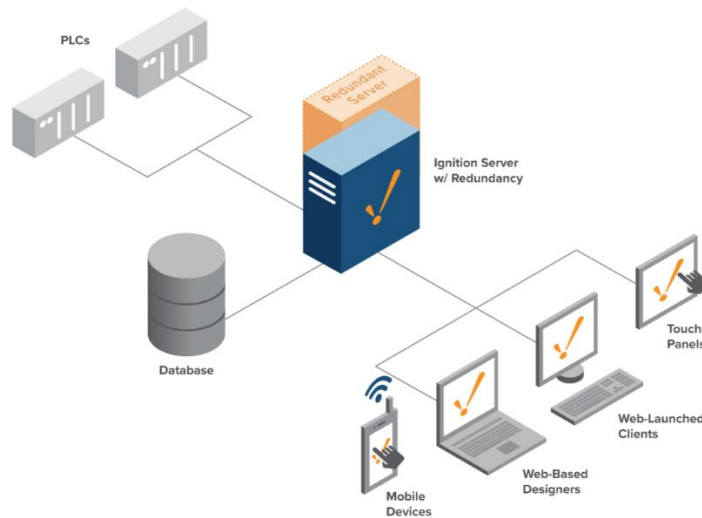 PLCs
Redundant
Server
Ignition Server
w/ Redundancy
Touch
Panels
Database
Web-Launched
Clients
Web-Based
Designers
Mobile
Devices